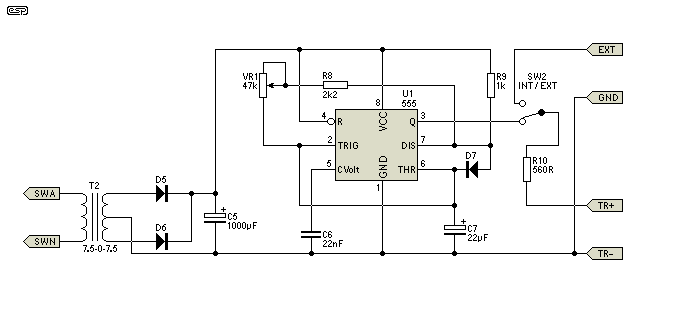 esp
EXT
VR1
47k
R8
2k2
R9
1k
SW2
INT / EXT
U1
555
GND
8
VCC
4
R
Q
3
2
TRIG
DIS
7
5
CVolt
THR
6
GND
1
D7
R10
560R
T2
D5
SWA
TR+
C5
1000µF
+
+
C7
22µF
C6
22nF
D6
SWN
7.5-0-7.5
TR–